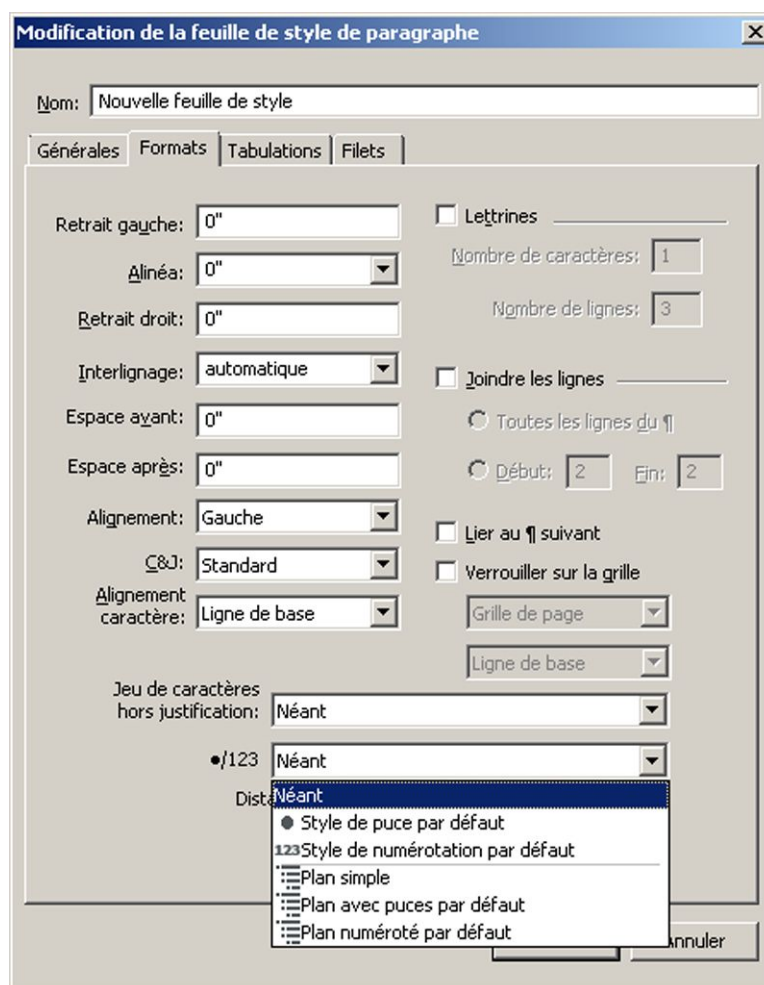 Modification de la feuille de style de paragraphe
Nom: Nouvelle feuille de style
Générales Formats Tabulations Filets
Retrait gauche: 0"
Alinéa: 0"
Retrait droit: 0"
Interlignage: automatique
Espace avant: 0"
Espace après: 0"
Alignement: Gauche
C&J: Standard
Alignement
caractère: Ligne de base
Lettrines
Nombre de caractères: 1
Nombre de lignes: 3
Joindre les lignes
Toutes les lignes du ¶
Début: 2 Fin: 2
Lier au ¶ suivant
Verrouiller sur la grille
Grille de page
Ligne de base
Jeu de caractères
hors justification: Néant
●/123 Néant
Néant
Style de puce par défaut
123 Style de numérotation par défaut
Plan simple
Plan avec puces par défaut
Plan numéroté par défaut